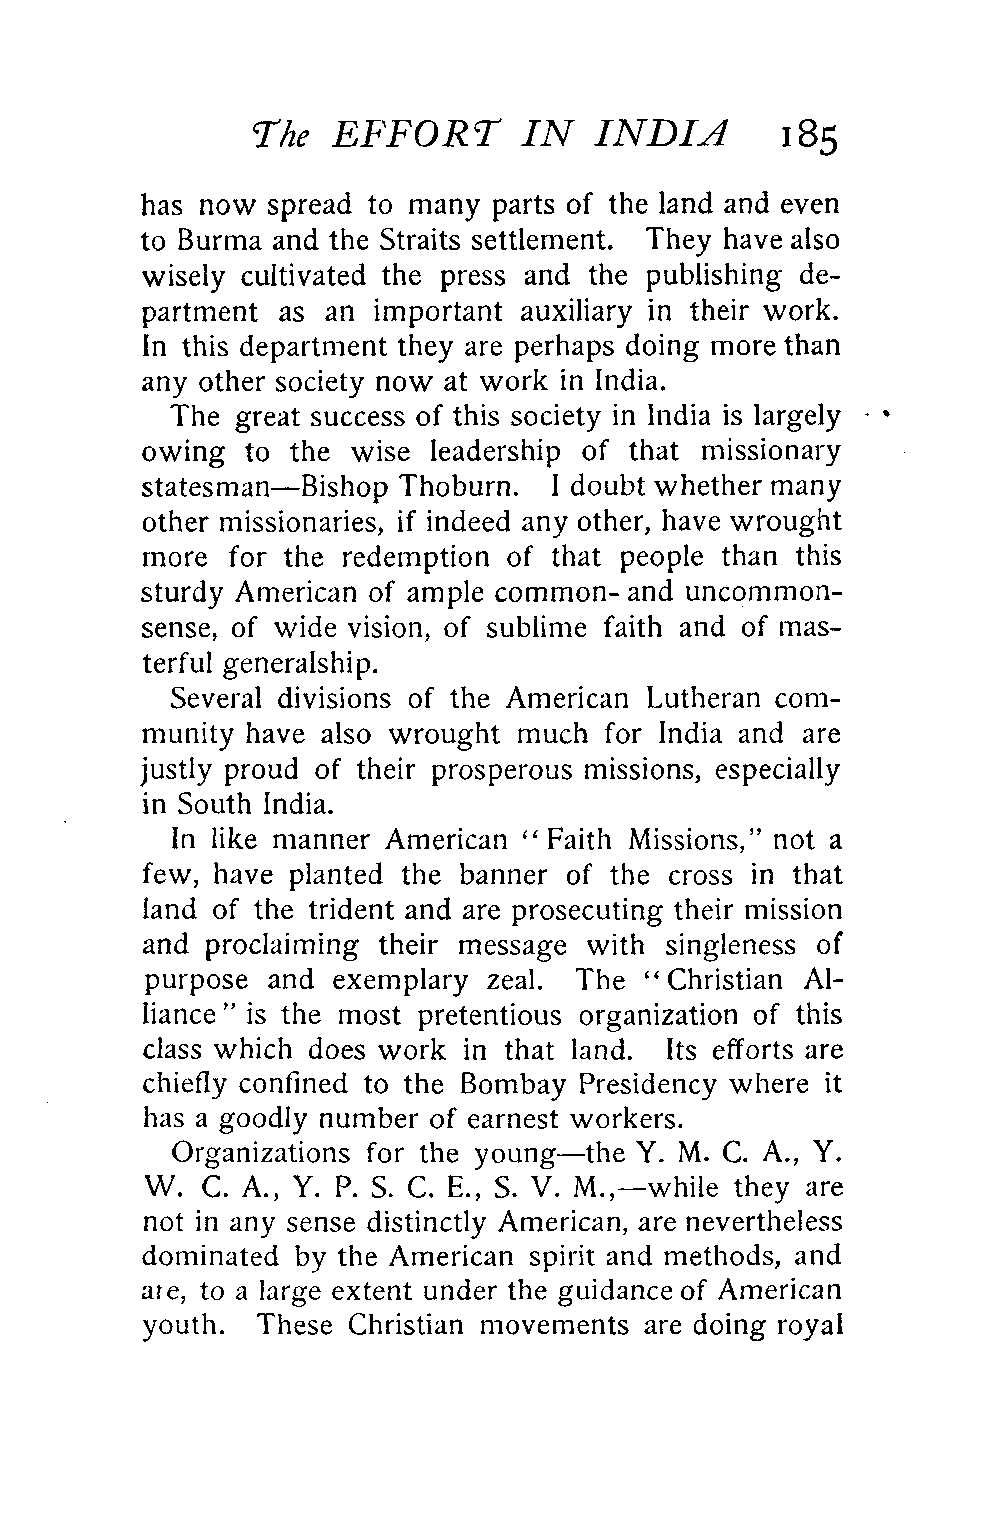 The EFFORT IN INDIA 185
has now spread to many parts of the land and even
to Burma and the Straits settlement. They have also
wisely cultivated the press and the publishing de-
partment as an important auxiliary in their work.
In this department they are perhaps doing more than
any other society now at work in India.
The great success of this society in India is largely
owing to the wise leadership of that missionary
statesman—Bishop Thoburn. I doubt whether many
other missionaries, if indeed any other, have wrought
more for the redemption of that people than this
sturdy American of ample common- and uncommon-
sense, of wide vision, of sublime faith and of mas-
terful generalship.
Several divisions of the American Lutheran com-
munity have also wrought much for India and are
justly proud of their prosperous missions, especially
in South India.
In like manner American “Faith Missions,” not a
few, have planted the banner of the cross in that
land of the trident and are prosecuting their mission
and proclaiming their message with singleness of
purpose and exemplary zeal. The “Christian Al-
liance” is the most pretentious organization of this
class which does work in that land. Its efforts are
chiefly confined to the Bombay Presidency where it
has a goodly number of earnest workers.
Organizations for the young—the Y. M. C. A., Y.
W. C. A., Y. P. S. C. E., S. V. M.,—while they are
not in any sense distinctly American, are nevertheless
dominated by the American spirit and methods, and
are, to a large extent under the guidance of American
youth. These Christian movements are doing royal